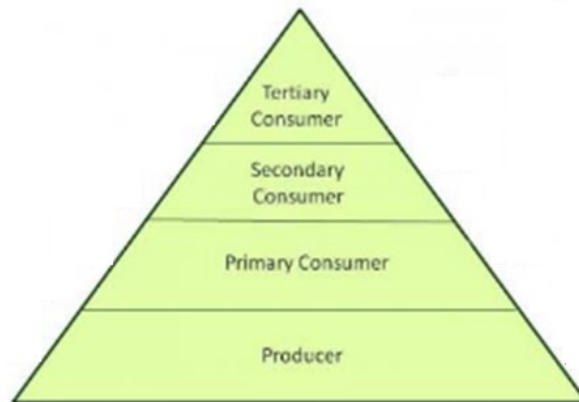 Tertiary
Consumer
Secondary
Consumer
Primary Consumer
Producer